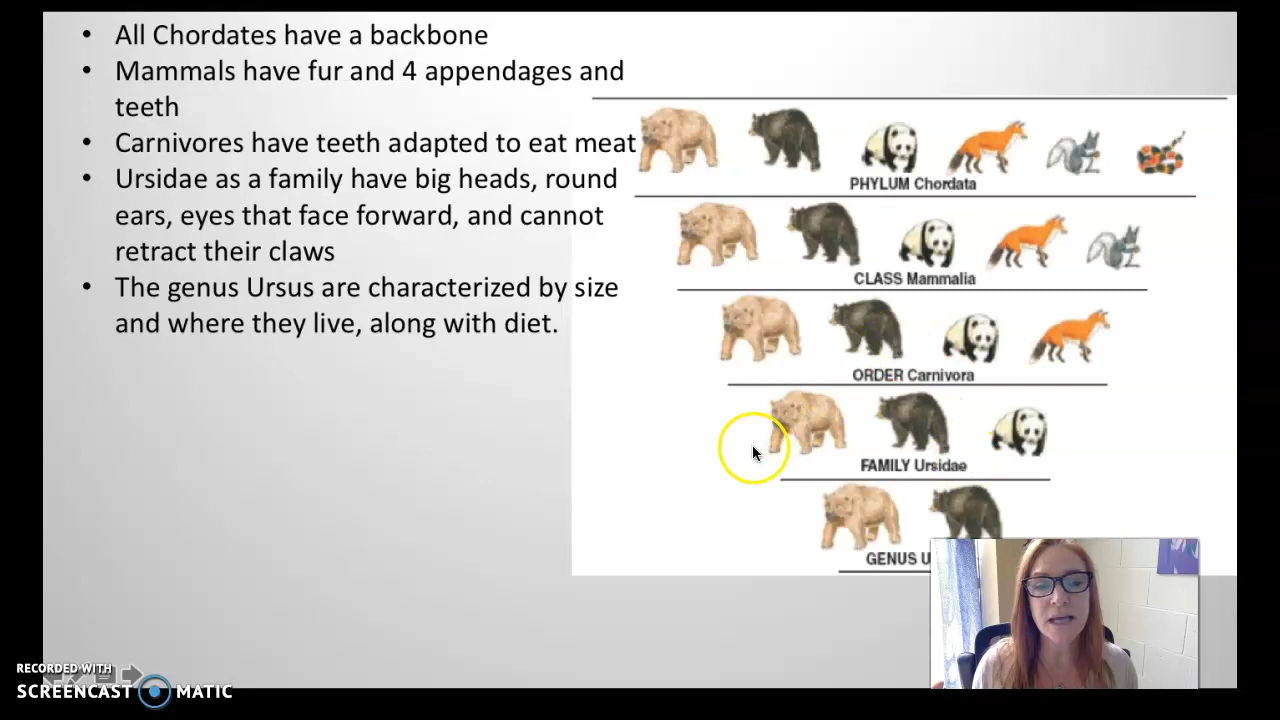 • All Chordates have a backbone
• Mammals have fur and 4 appendages and
teeth
• Carnivores have teeth adapted to eat meat
• Ursidae as a family have big heads, round
ears, eyes that face forward, and cannot
retract their claws
• The genus Ursus are characterized by size
and where they live, along with diet.
PHYLUM Chordata
CLASS Mammalia
ORDER Carnivora
FAMILY Ursidae
GENUS U
RECORDED WITH
SCREENCAST MATIC